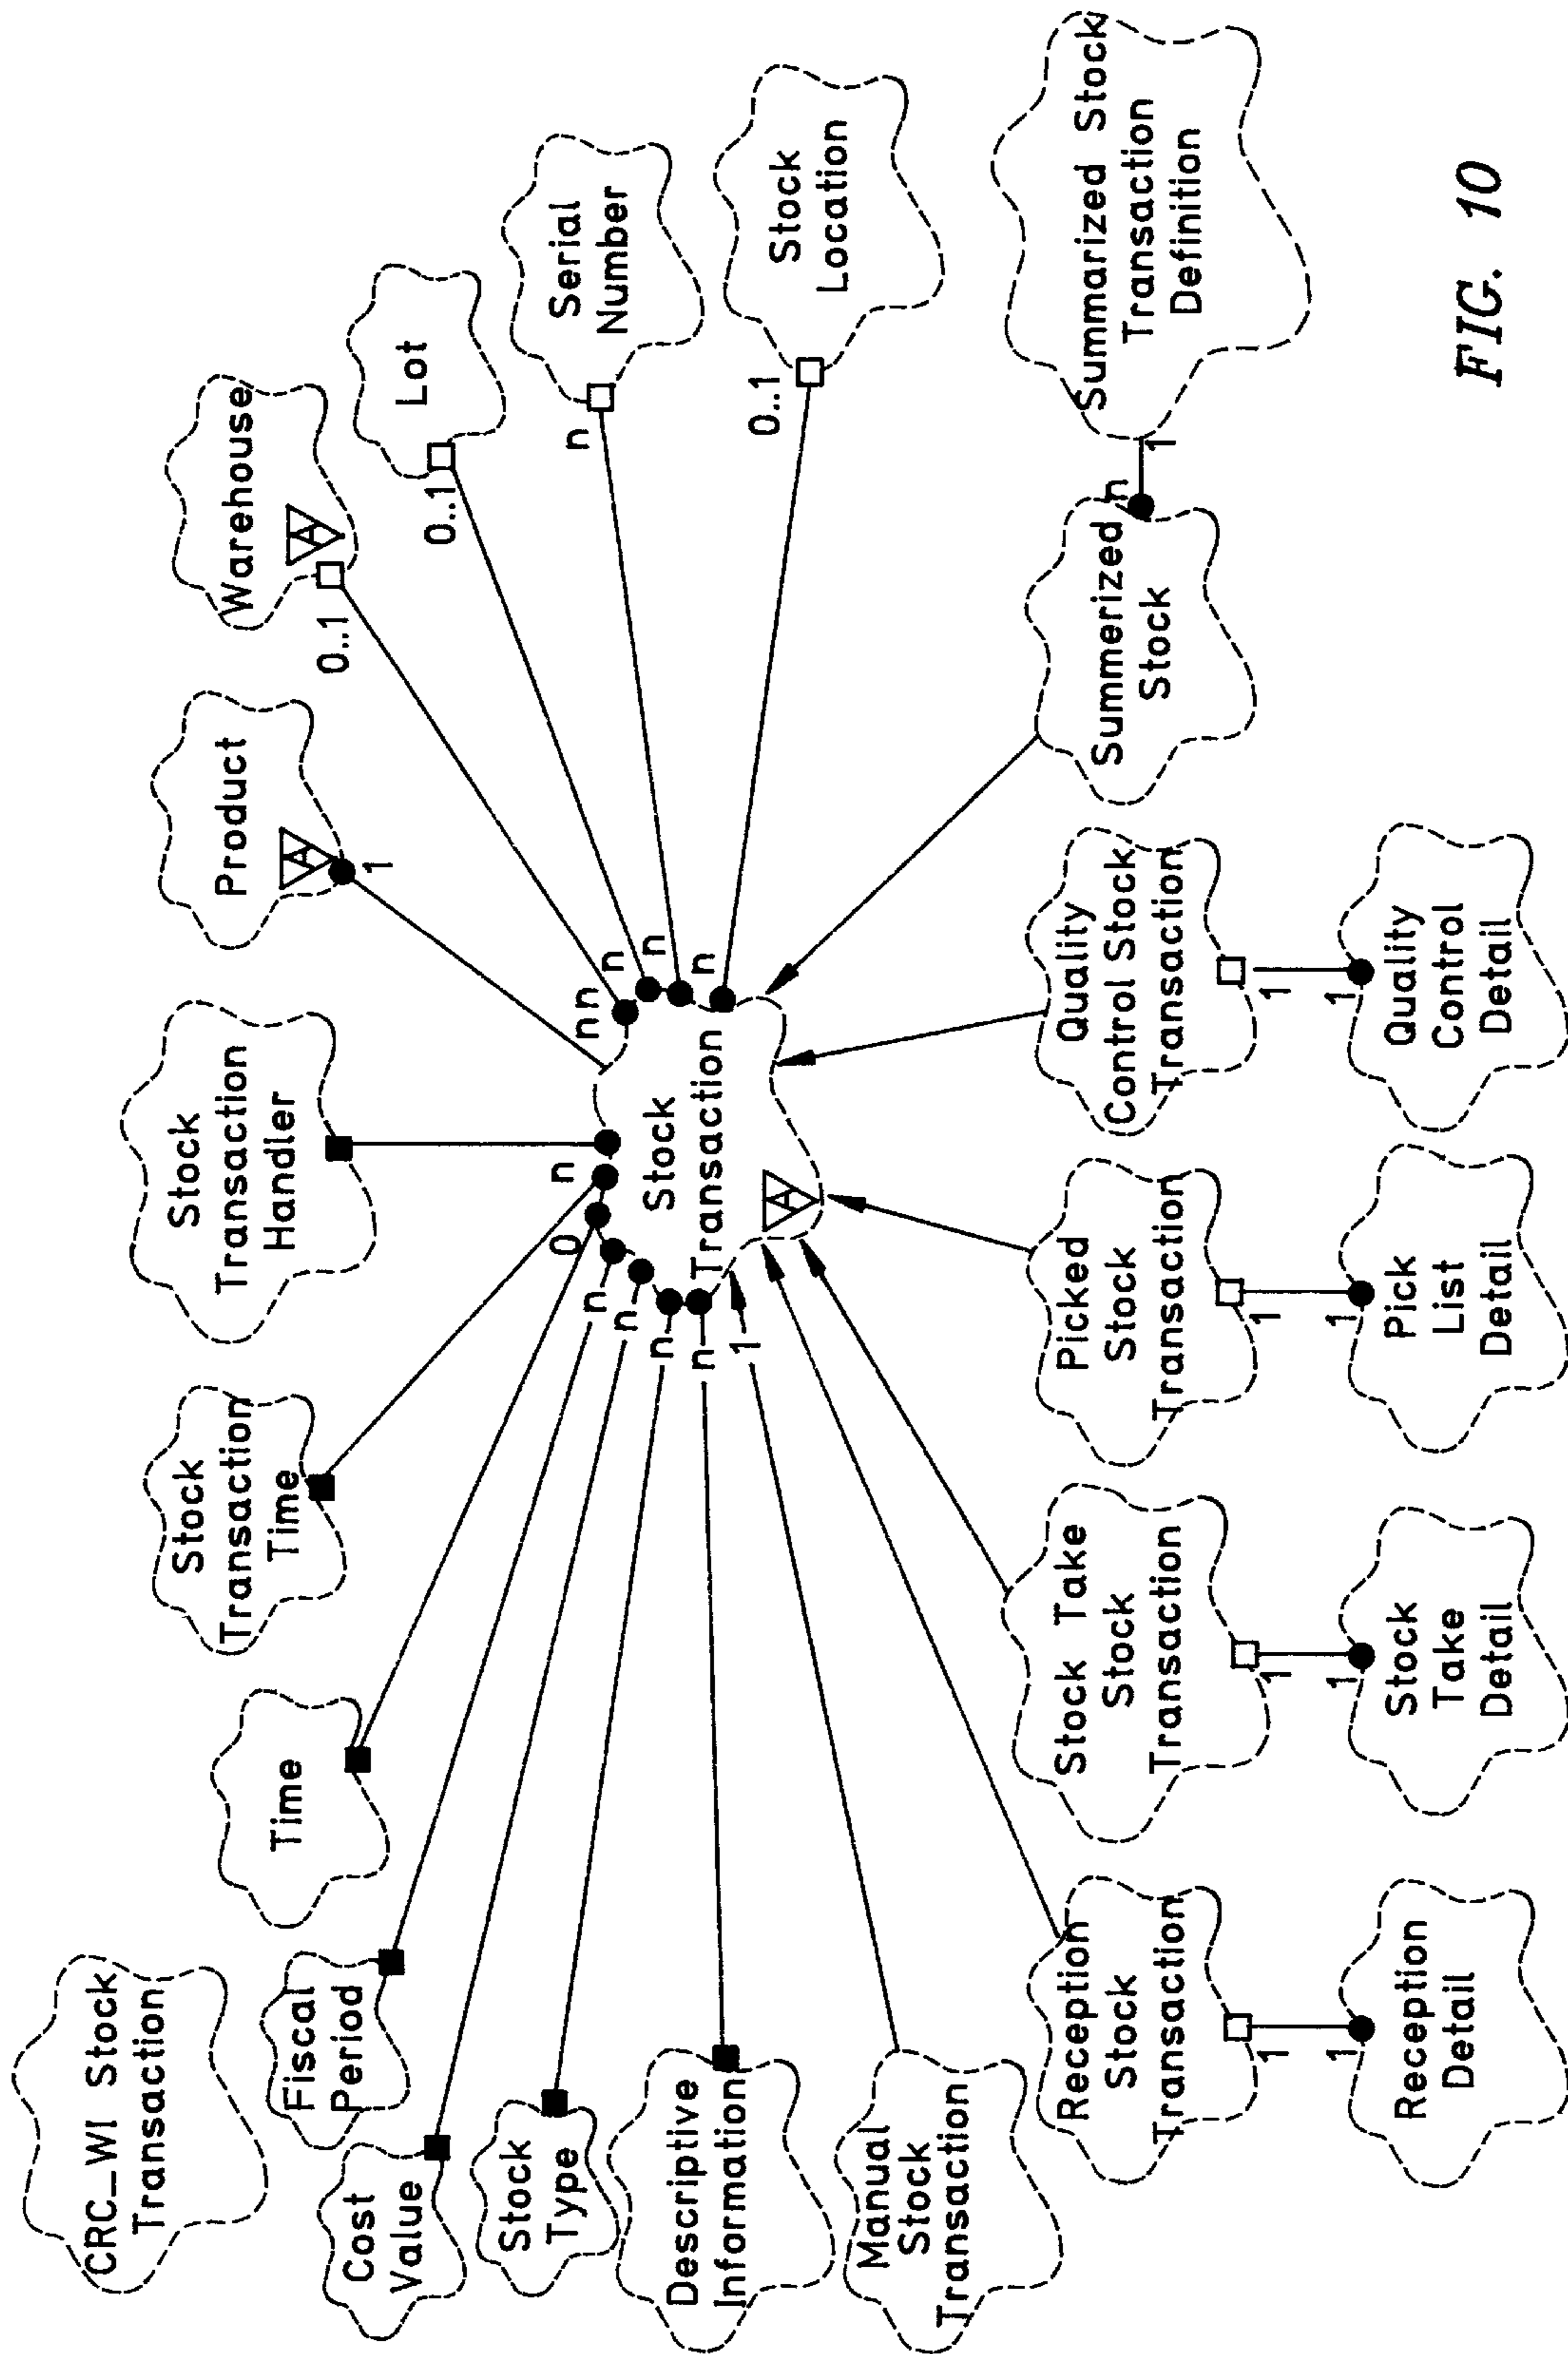 CRC_WI Stock
Transaction
Fiscal
Period
Cost
Value
Stock
Type
Descriptive
Information
Manual
Stock
Transaction
Time
Stock
Transaction
Time
Stock
Transaction
Handler
Product
A
1
Warehouse
A
0..1
Lot
0..1
Serial
Number
n
Stock
Location
0..1
Stock
Transaction
A
n
0
n
n
n
n
1
n
n
n
n
n
Reception
Stock
Transaction
1
1
Reception
Detail
Stock Take
Stock
Transaction
1
1
Stock
Take
Detail
Picked
Stock
Transaction
1
1
Pick
List
Detail
Quality
Control Stock
Transaction
1
1
Quality
Control
Detail
Summerized
Stock
n
1
Summarized Stock
Transaction
Definition
FIG. 10